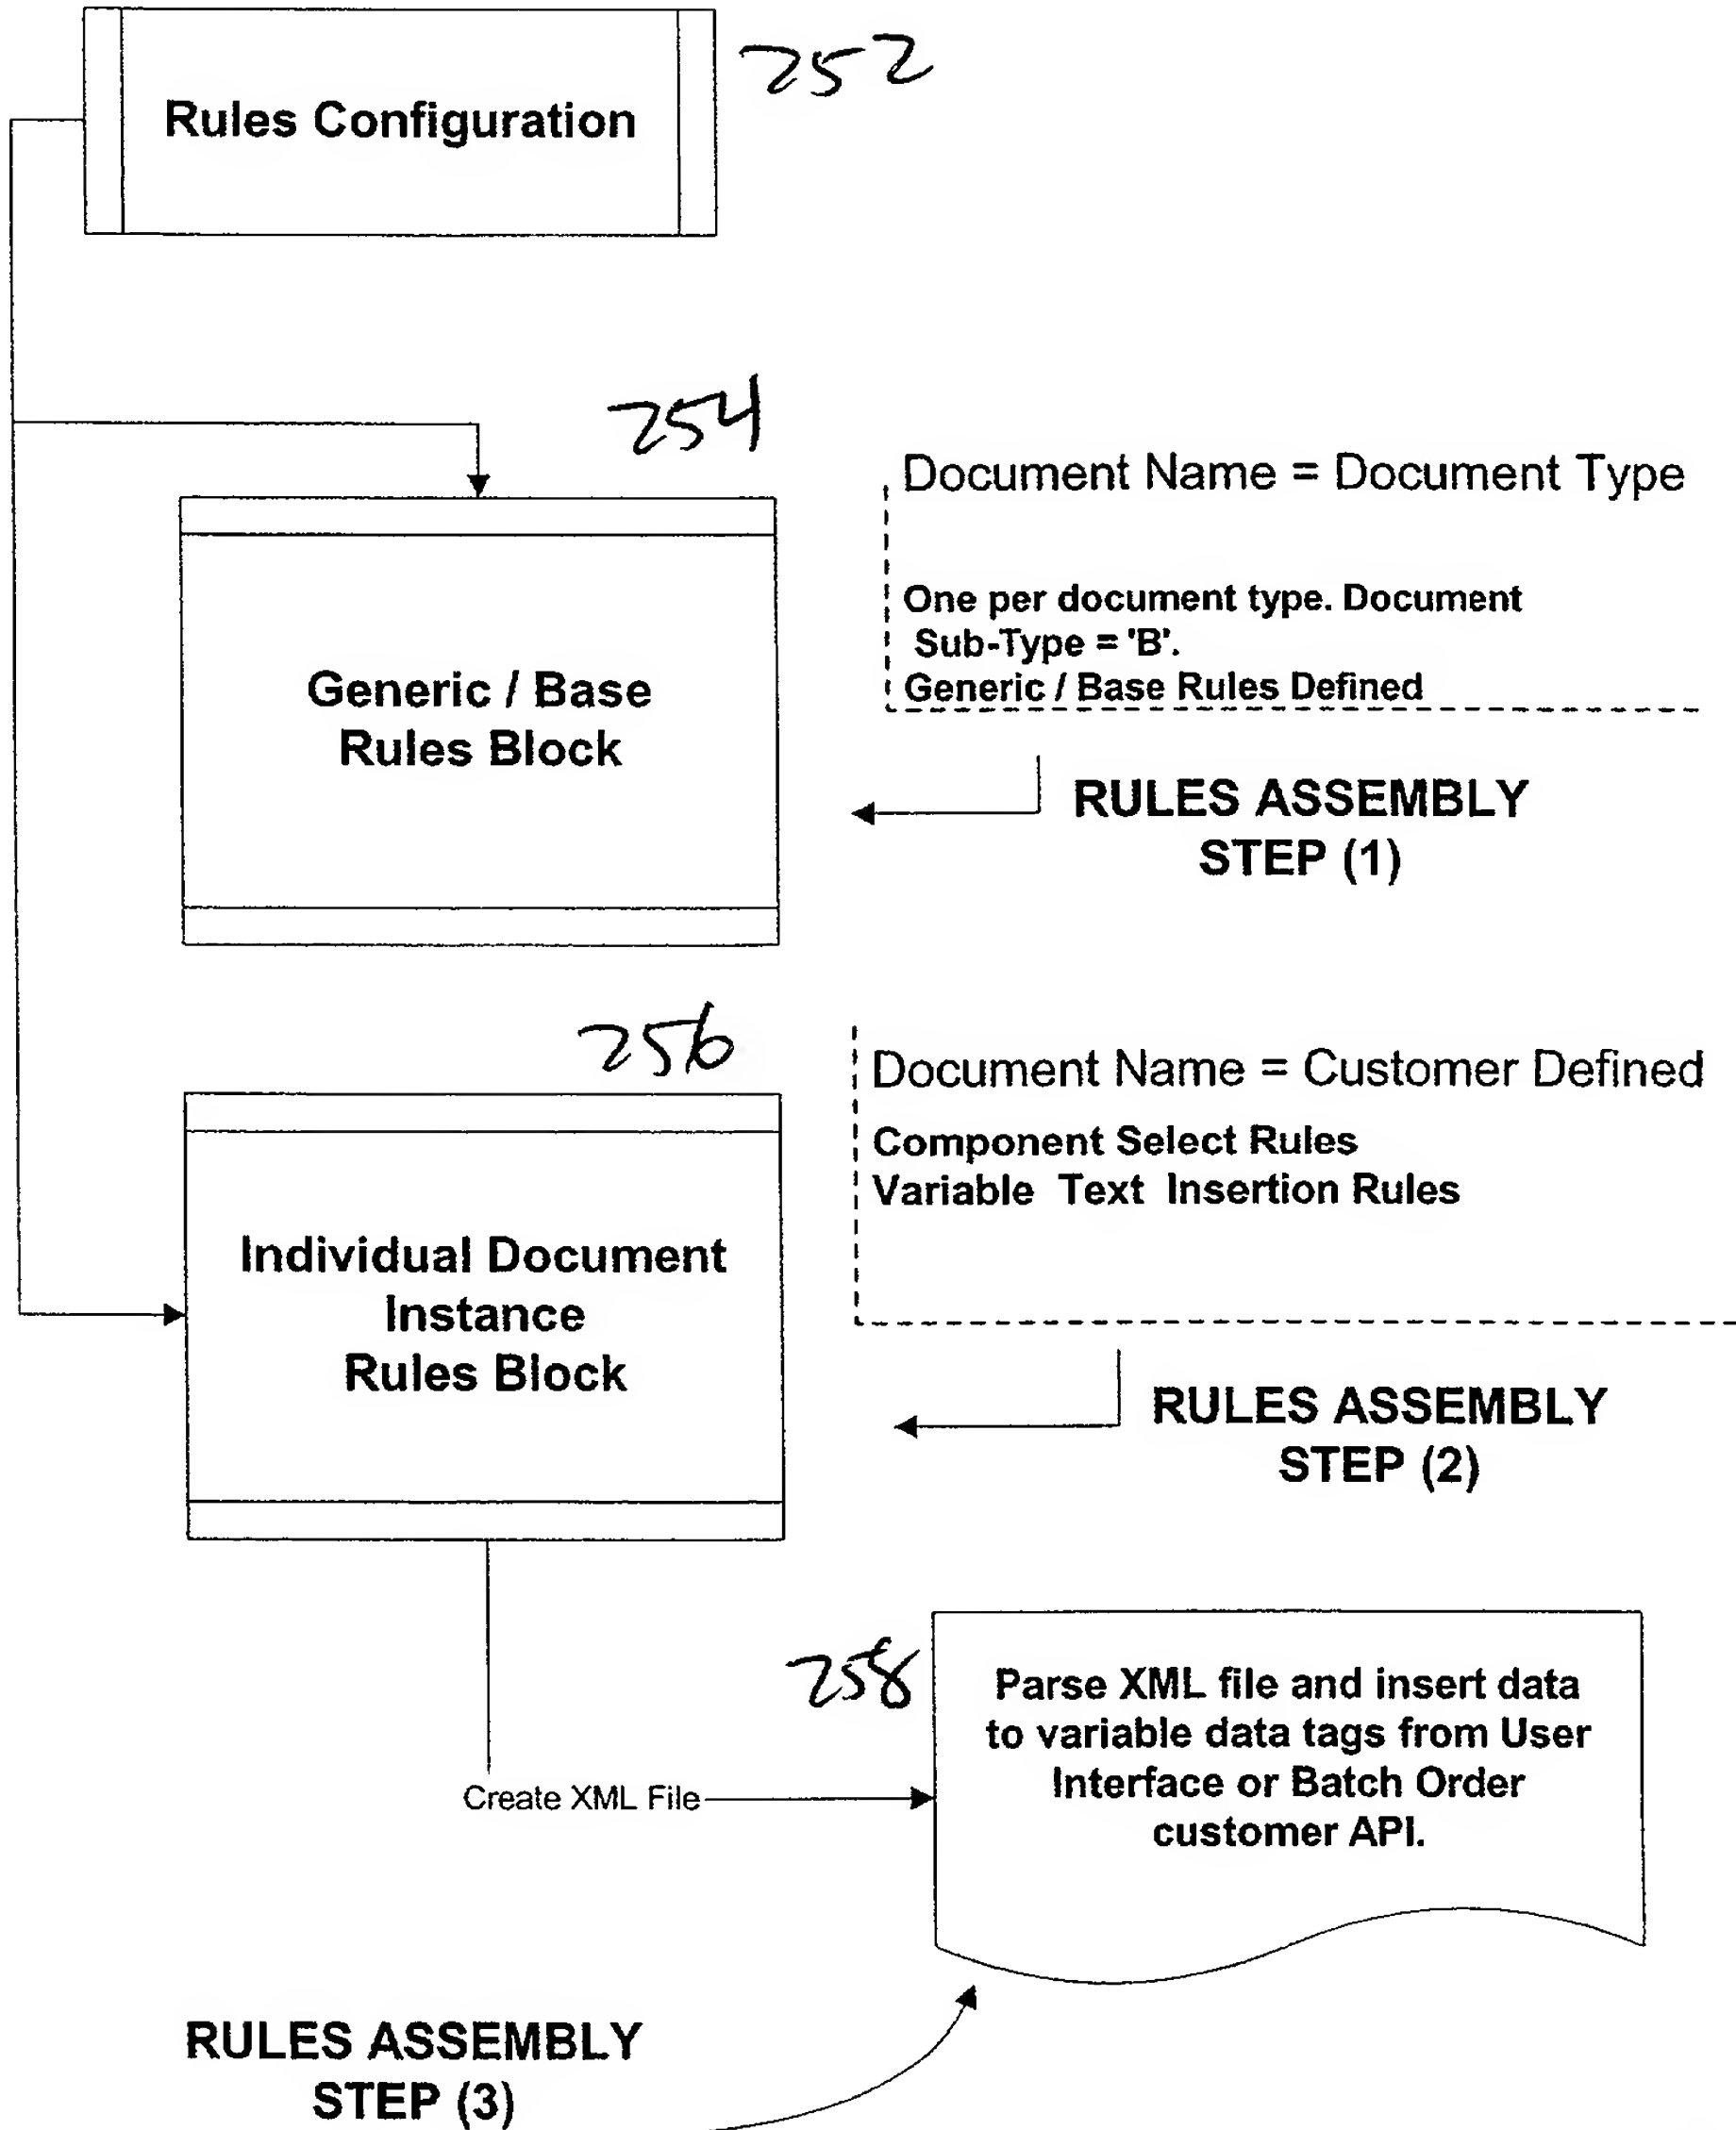 Rules Configuration
252
254
Document Name = Document Type
One per document type. Document
Sub-Type = 'B'.
Generic / Base Rules Defined
Generic / Base
Rules Block
RULES ASSEMBLY
STEP (1)
256
Document Name = Customer Defined
Component Select Rules
Variable Text Insertion Rules
Individual Document
Instance
Rules Block
RULES ASSEMBLY
STEP (2)
258
Parse XML file and insert data
to variable data tags from User
Interface or Batch Order
customer API.
Create XML File
RULES ASSEMBLY
STEP (3)